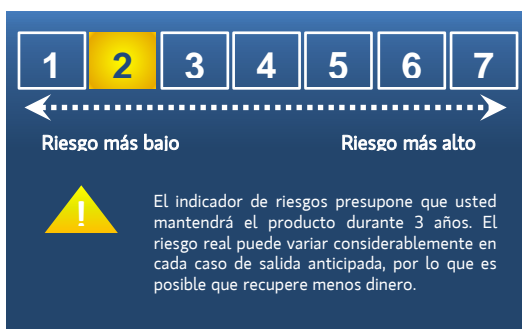 1 2 3 4 5 6 7
Riesgo más bajo Riesgo más alto
!
El indicador de riesgos presupone que usted
mantendrá el producto durante 3 años. El
riesgo real puede variar considerablemente en
cada caso de salida anticipada, por lo que es
posible que recupere menos dinero.